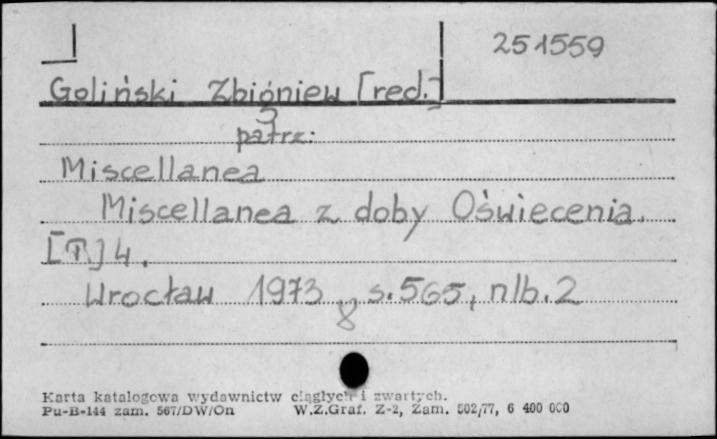 251559
Goliński Zbigniew [red.]
patrz:
Miscellanea
Miscellanea z doby Oświecenia.
[T.] 4.
Wrocław 1973 8 s. 565, nlb. 2
Karta katalogowa wydawnictw ciągłych i zwartych.
Pu-B-144 zam. 567/DW/On W.Z.Graf. Z-2, Zam. 502/77, 6 400 000